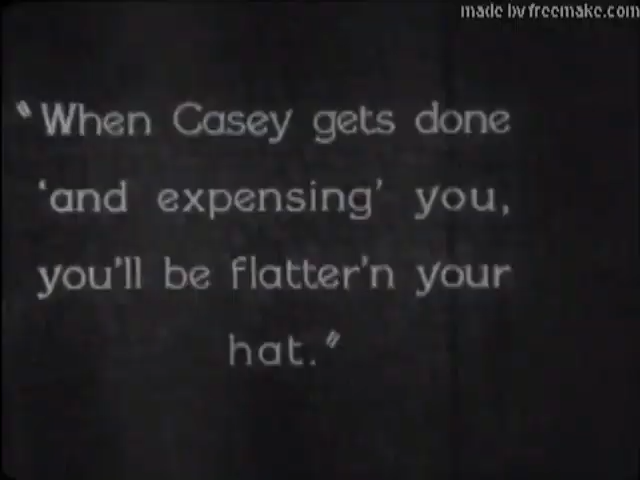 made by freemake.com
"When Casey gets done
'and expensing' you,
you'll be flatter'n your
hat."